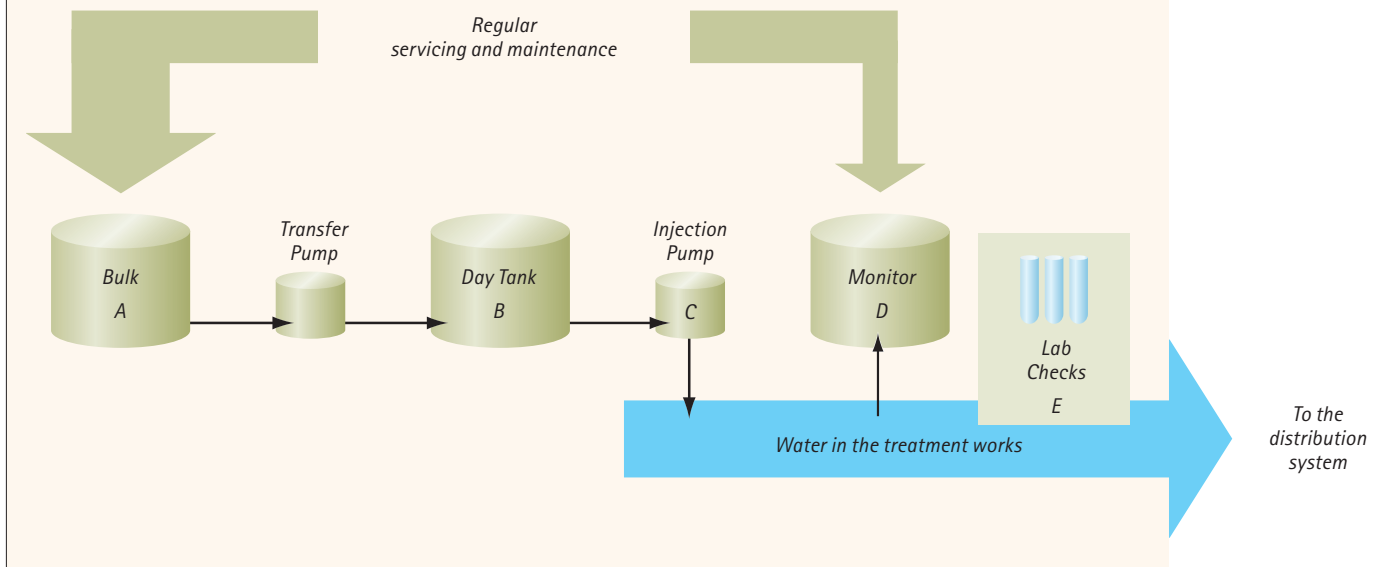 Regular
servicing and maintenance
Bulk
A
Transfer
Pump
Day Tank
B
Injection
Pump
C
Monitor
D
Lab
Checks
E
Water in the treatment works
To the
distribution
system